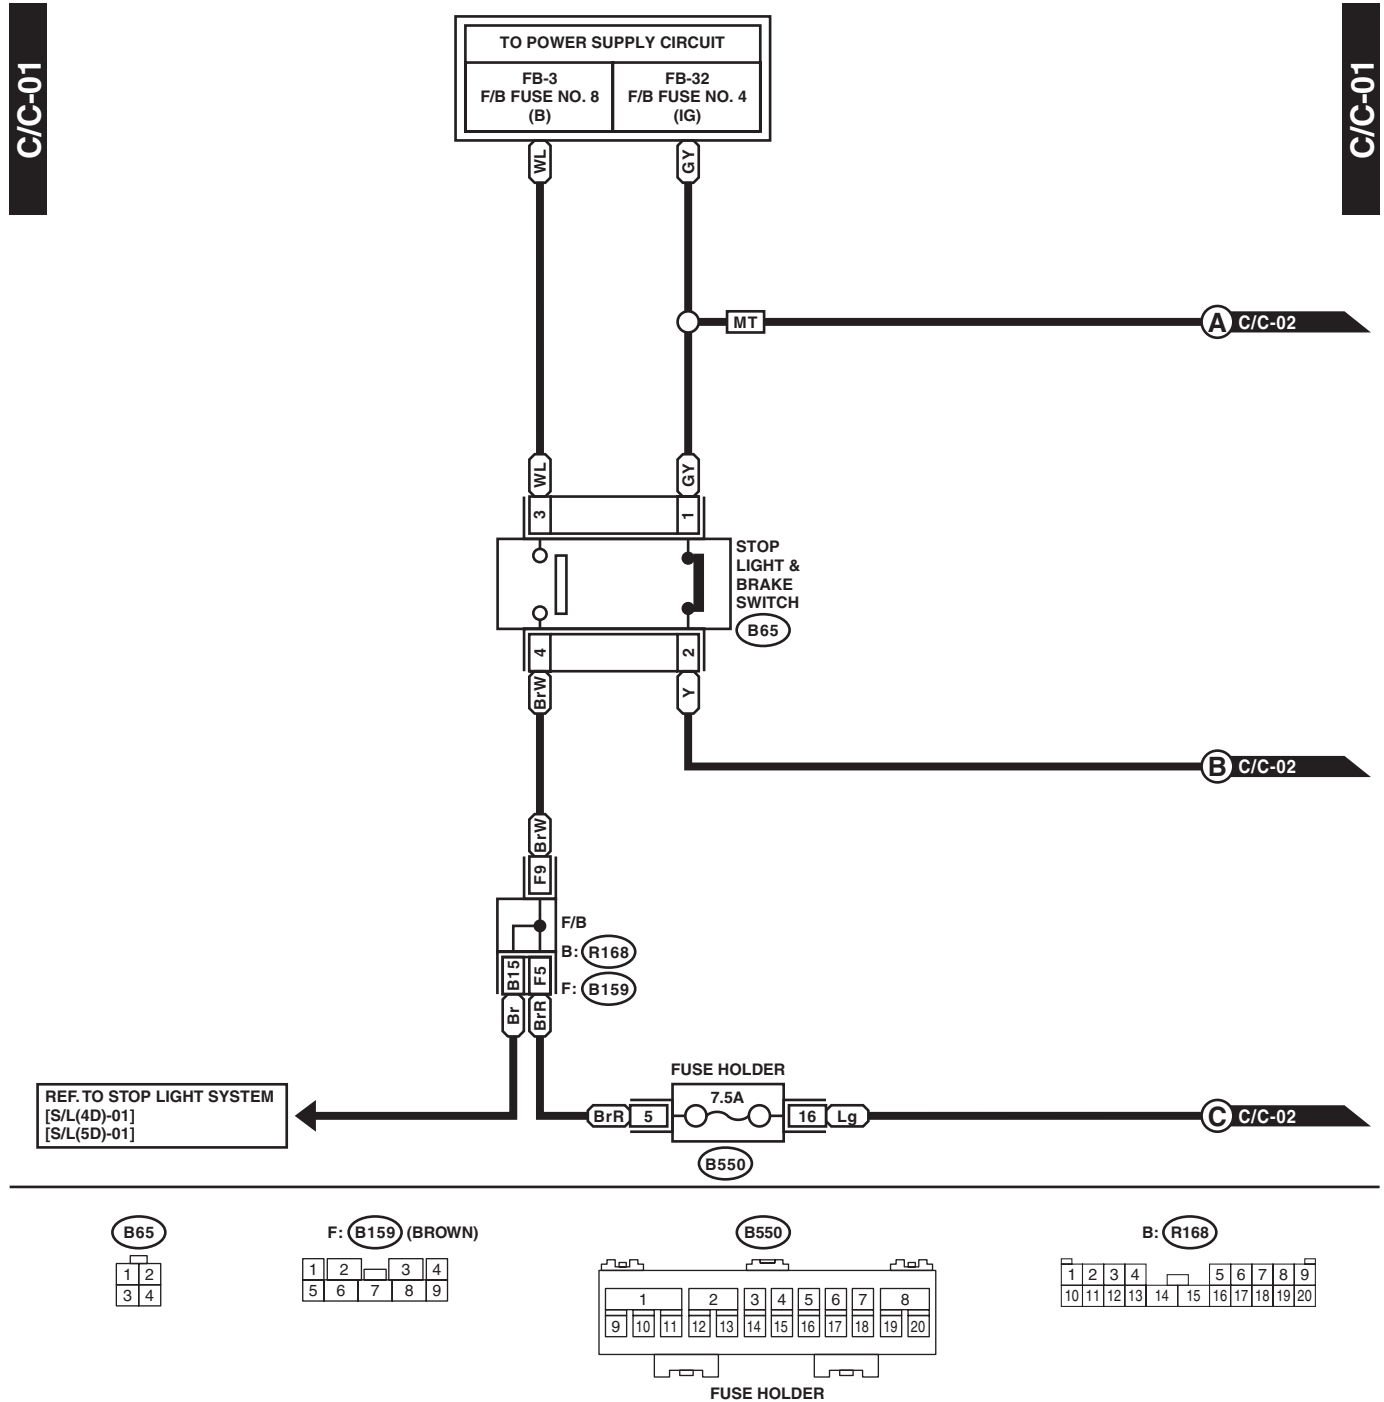 C/C-01
C/C-01
TO POWER SUPPLY CIRCUIT
FB-3
F/B FUSE NO. 8
(B)
FB-32
F/B FUSE NO. 4
(IG)
WL
GY
MT
A C/C-02
WL
GY
3
1
STOP
LIGHT &
BRAKE
SWITCH
B65
4
2
BrW
Y
B C/C-02
BrW
F9
F/B
B: R168
B15
F5
F: B159
Br
BrR
REF. TO STOP LIGHT SYSTEM
[S/L(4D)-01]
[S/L(5D)-01]
FUSE HOLDER
7.5A
BrR 5
16 Lg
C C/C-02
B550
B65
1 2
3 4
F: B159 (BROWN)
1 2 3 4
5 6 7 8 9
B550
1 2 3 4 5 6 7 8
9 10 11 12 13 14 15 16 17 18 19 20
FUSE HOLDER
B: R168
1 2 3 4 5 6 7 8 9
10 11 12 13 14 15 16 17 18 19 20